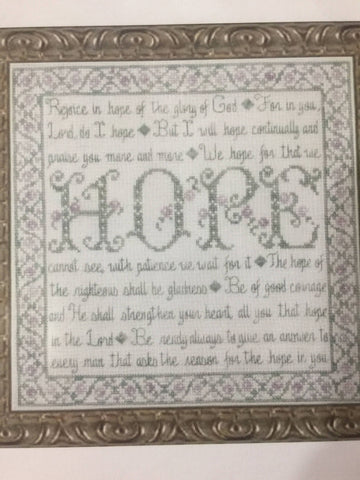 Rejoice in hope of the glory of God ◆ For in you,
Lord, do I hope ◆ But I will hope continually and
praise you more and more ◆ We hope for that we
HOPE
cannot see, with patience we wait for it ◆ The hope of
the righteous shall be gladness ◆ Be of good courage
and He shall strengthen your heart, all you that hope
in the Lord ◆ Be ready always to give an answer to
every man that asks the reason for the hope in you